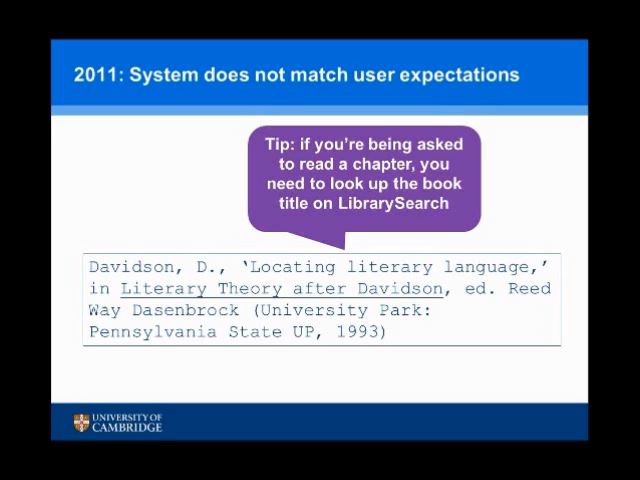 2011: System does not match user expectations
Tip: if you’re being asked
to read a chapter, you
need to look up the book
title on LibrarySearch
Davidson, D., ‘Locating literary language,’
in Literary Theory after Davidson, ed. Reed
Way Dasenbrock (University Park:
Pennsylvania State UP, 1993)
UNIVERSITY OF
CAMBRIDGE